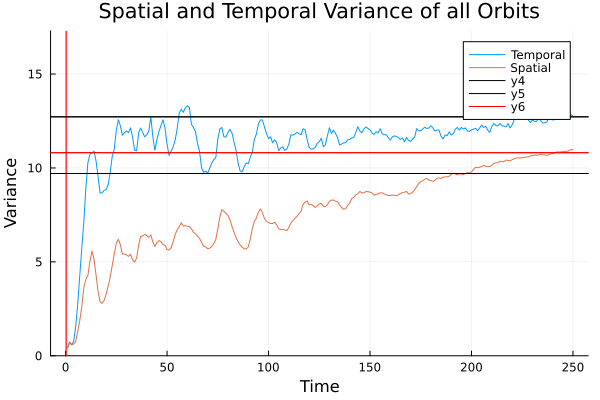 Spatial and Temporal Variance of all Orbits
15
10
5
0
Variance
Temporal
Spatial
y4
y5
y6
0 50 100 150 200 250
Time